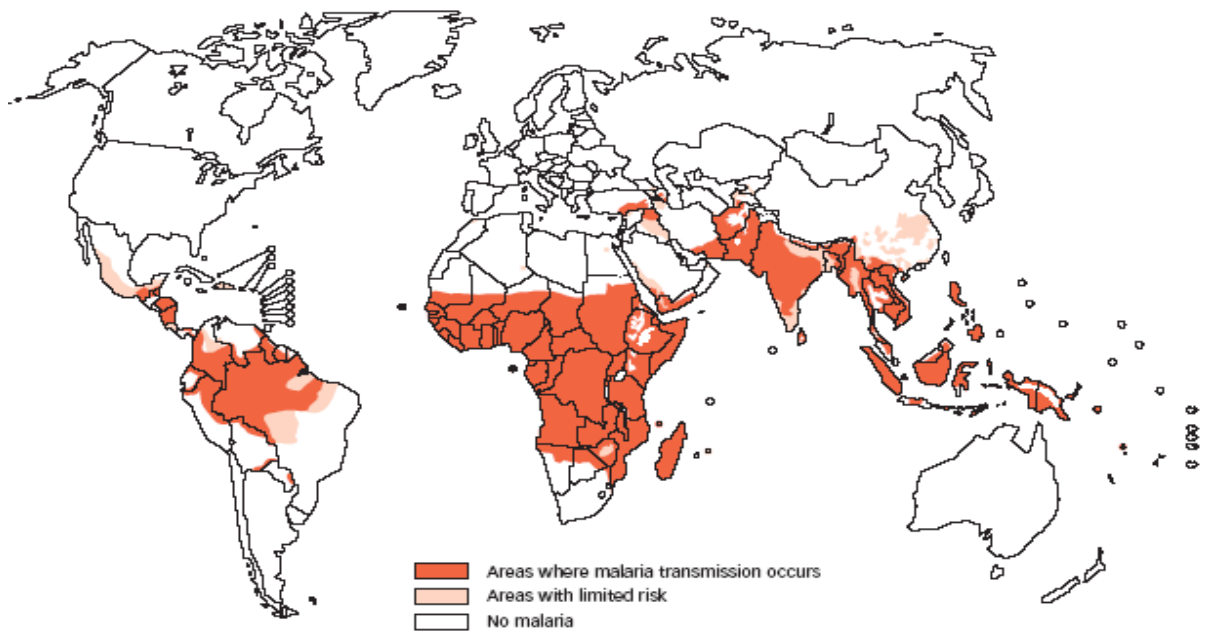 Areas where malaria transmission occurs
Areas with limited risk
No malaria